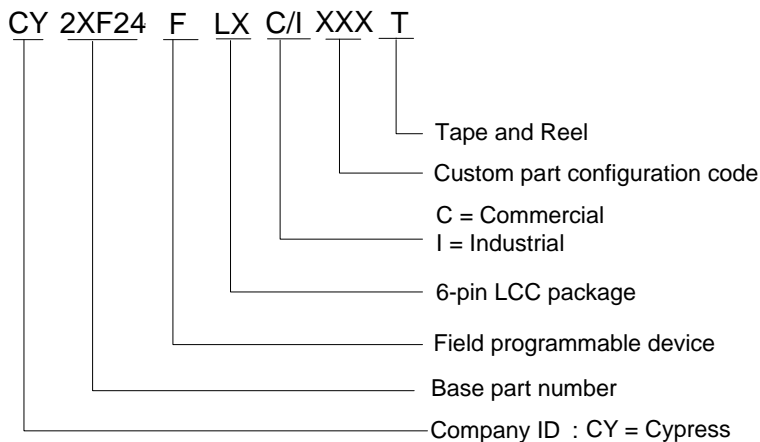 CY 2XF24 F LX C/I XXX T
Tape and Reel
Custom part configuration code
C = Commercial
I = Industrial
6-pin LCC package
Field programmable device
Base part number
Company ID : CY = Cypress